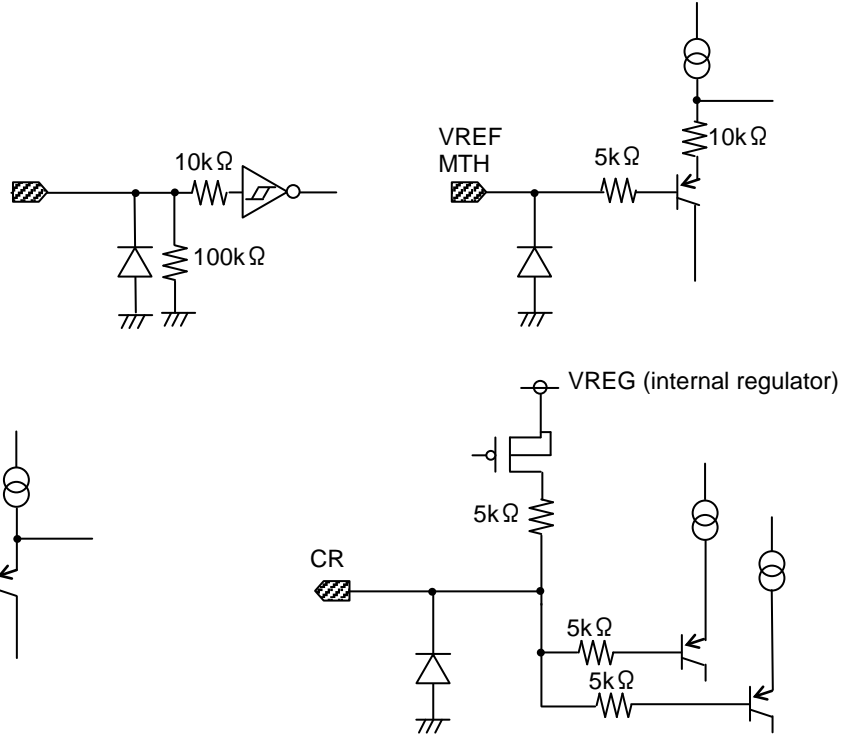 10kΩ
100kΩ
VREF
MTH
5kΩ
10kΩ
VREG (internal regulator)
5kΩ
CR
5kΩ
5kΩ